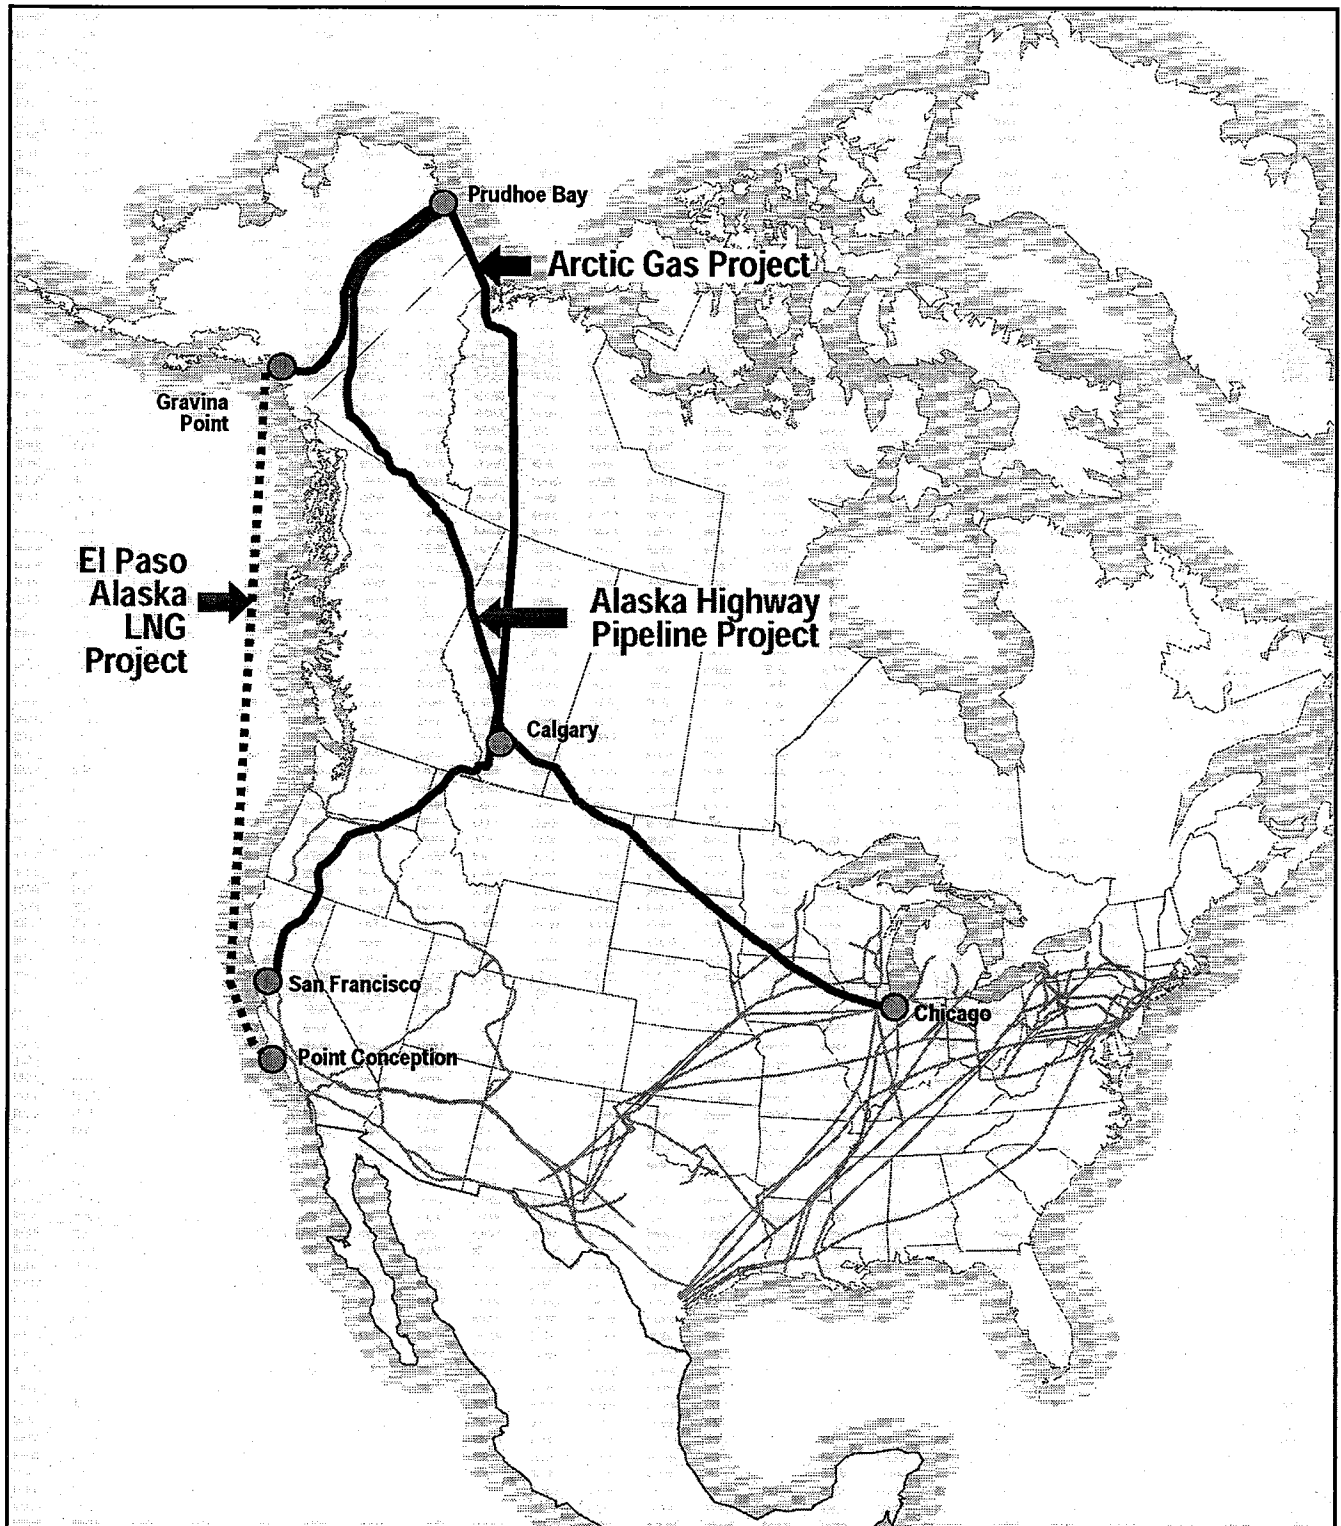 Prudhoe Bay
Arctic Gas Project
Gravina
Point
El Paso
Alaska
LNG
Project
Alaska Highway
Pipeline Project
Calgary
San Francisco
Chicago
Point Conception